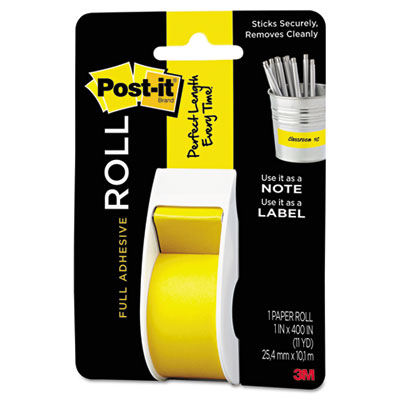 Sticks Securely,
Removes Cleanly
Post-it
Brand
Perfect Length
Every Time!
FULL ADHESIVE
ROLL
Use it as a
NOTE
Use it as a
LABEL
1 PAPER ROLL
1 IN x 400 IN
(11 YD)
25,4 mm x 10,1 m
3M